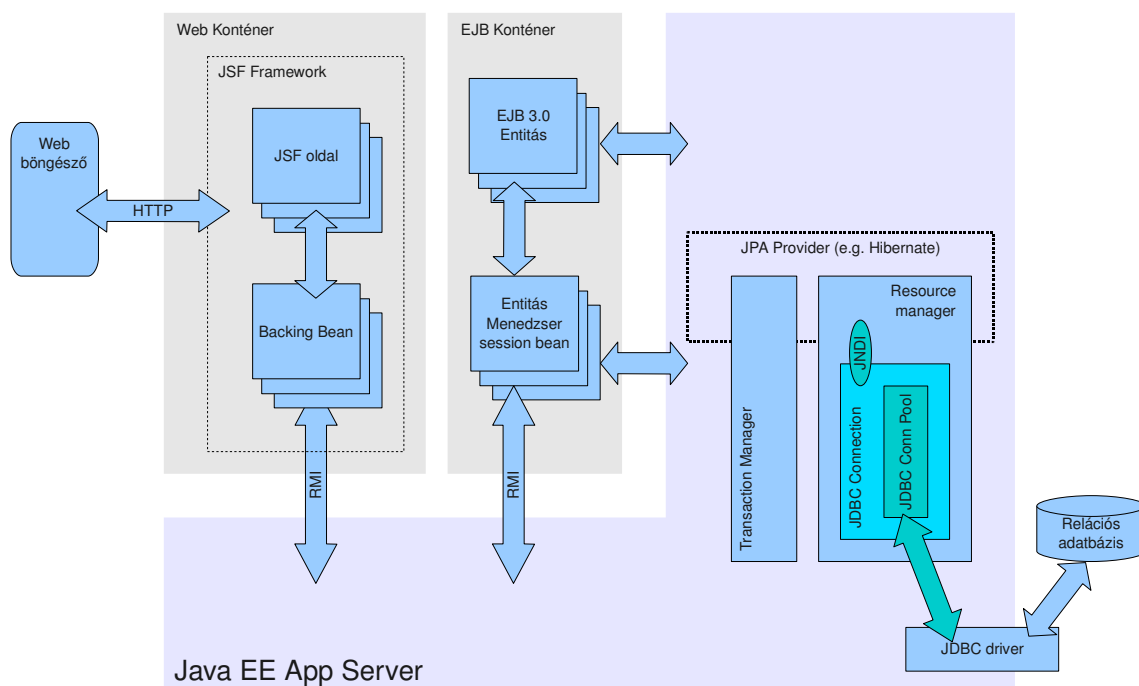 Web Konténer
EJB Konténer
JSF Framework
Web
böngésző
JSF oldal
EJB 3.0
Entitás
HTTP
JPA Provider (e.g. Hibernate)
Backing Bean
Entitás
Menedzser
session bean
Resource
manager
JNDI
JDBC Connection
JDBC Conn Pool
Transaction Manager
RMI
RMI
Relációs
adatbázis
JDBC driver
Java EE App Server